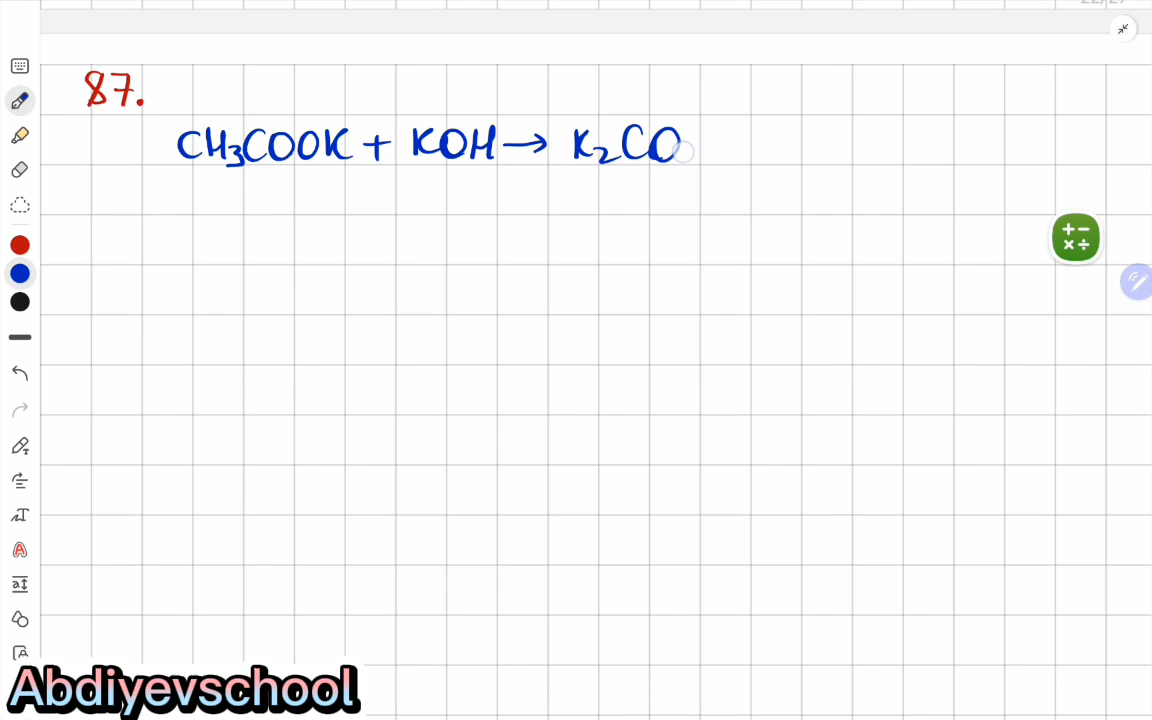 87.
CH₃COOK + KOH → K₂CO
Abdiyevschool